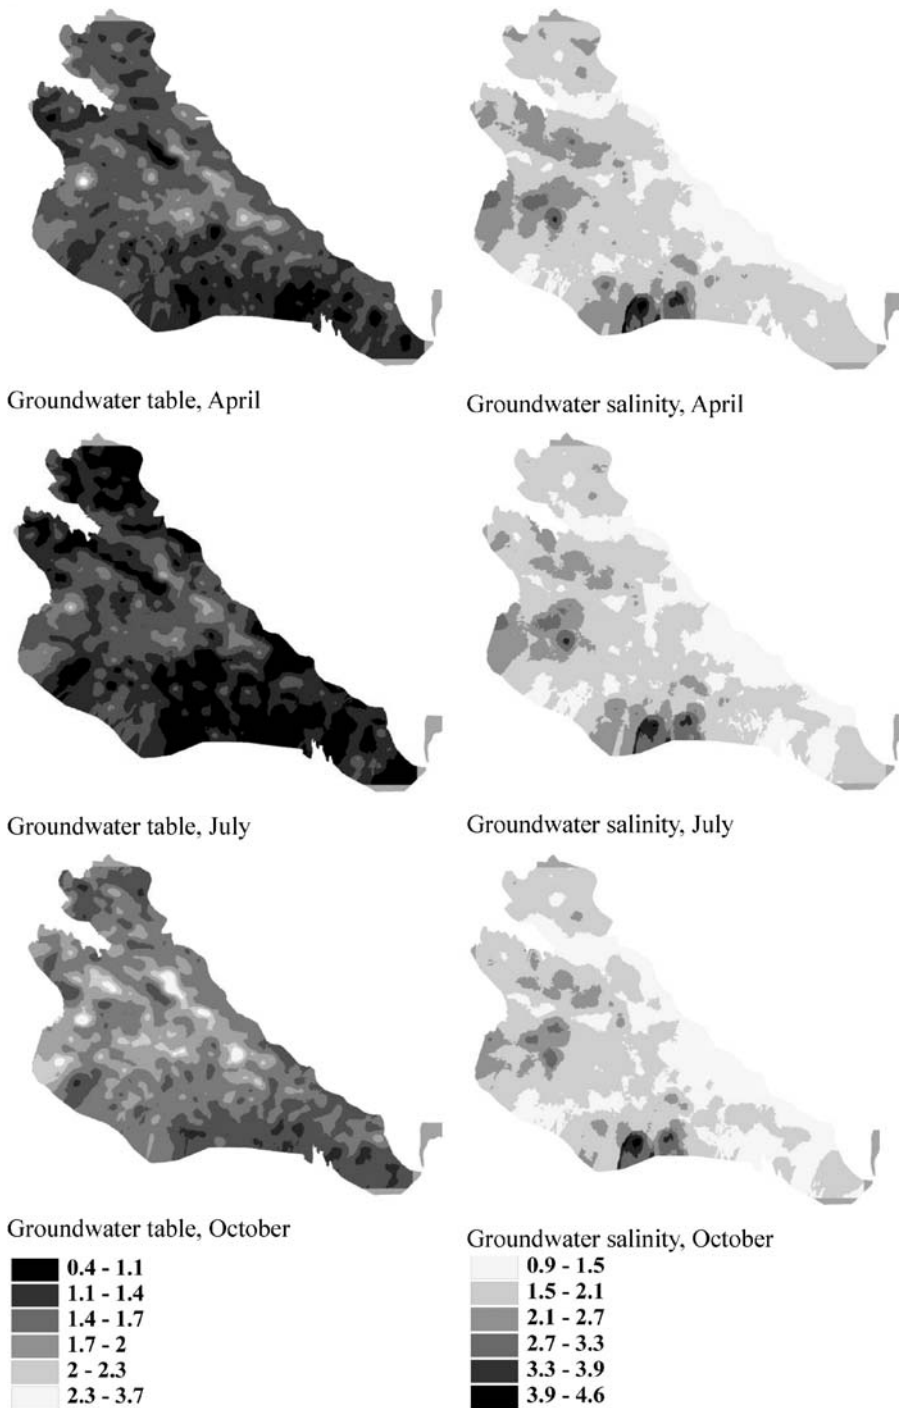 Groundwater table, April
Groundwater salinity, April
Groundwater table, July
Groundwater salinity, July
Groundwater table, October
0.4 - 1.1
1.1 - 1.4
1.4 - 1.7
1.7 - 2
2 - 2.3
2.3 - 3.7
Groundwater salinity, October
0.9 - 1.5
1.5 - 2.1
2.1 - 2.7
2.7 - 3.3
3.3 - 3.9
3.9 - 4.6